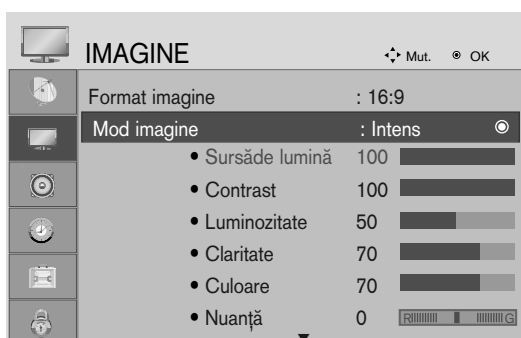 IMAGINE Mut. OK
Format imagine : 16:9
Mod imagine : Intens
• Sursăde lumină 100
• Contrast 100
• Luminozitate 50
• Claritate 70
• Culoare 70
• Nuanță 0 R G